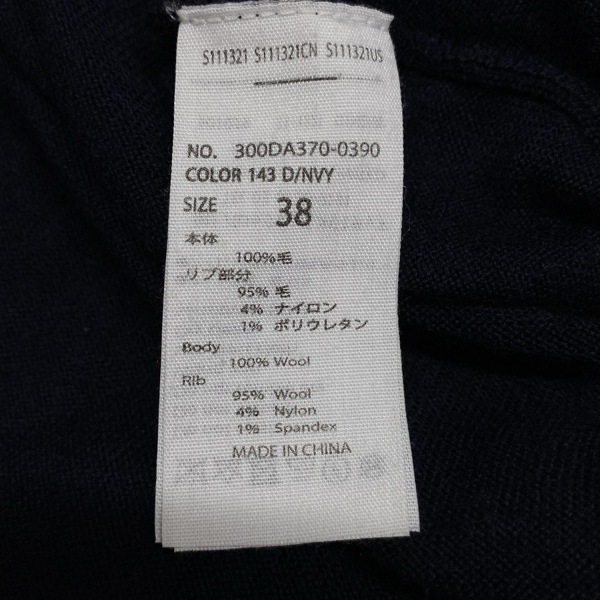 S111321 S111321CN S111321US
NO. 300DA370-0390
COLOR 143 D/NVY
SIZE 38
本体
100%毛
リブ部分
95% 毛
4% ナイロン
1% ポリウレタン
Body
100% Wool
Rib
95% Wool
4% Nylon
1% Spandex
MADE IN CHINA